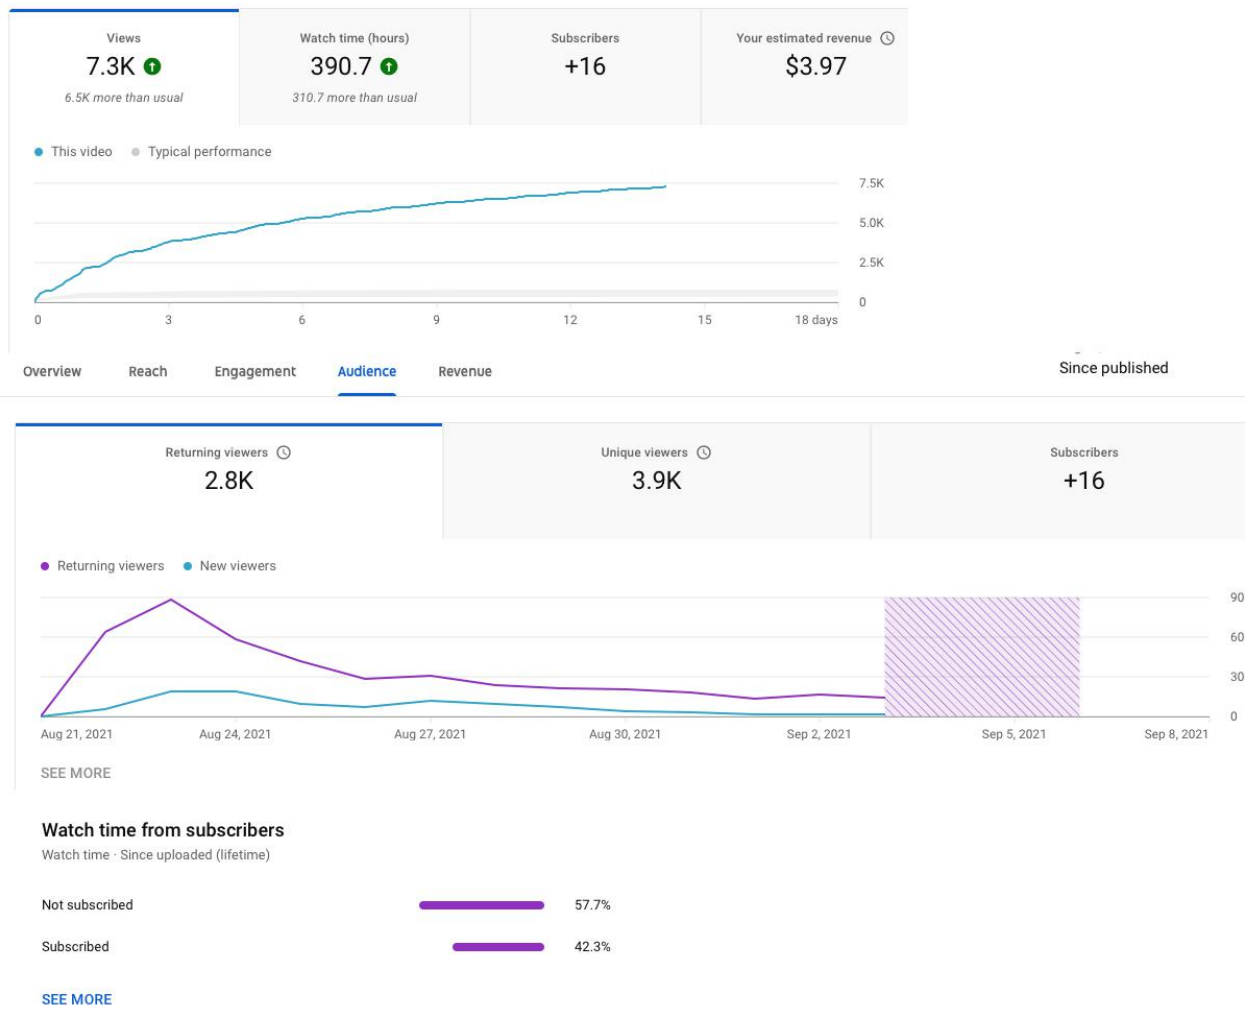 Views
7.3K
6.5K more than usual
Watch time (hours)
390.7
310.7 more than usual
Subscribers
+16
Your estimated revenue
$3.97
This video
Typical performance
7.5K
5.0K
2.5K
0
0 3 6 9 12 15 18 days
Overview Reach Engagement Audience Revenue
Since published
Returning viewers
2.8K
Unique viewers
3.9K
Subscribers
+16
Returning viewers
New viewers
90
60
30
0
Aug 21, 2021 Aug 24, 2021 Aug 27, 2021 Aug 30, 2021 Sep 2, 2021 Sep 5, 2021 Sep 8, 2021
SEE MORE
Watch time from subscribers
Watch time · Since uploaded (lifetime)
Not subscribed 57.7%
Subscribed 42.3%
SEE MORE